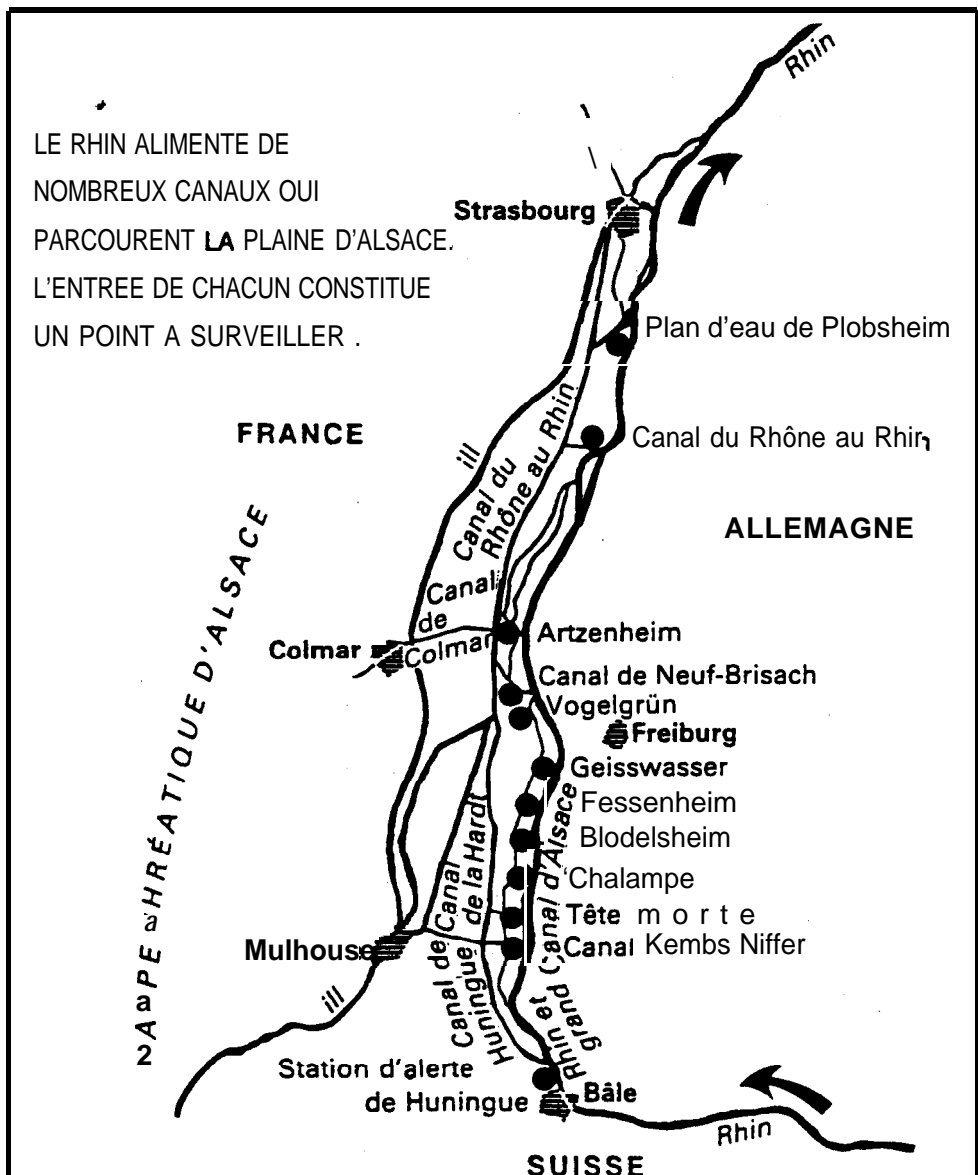 Rhin
LE RHIN ALIMENTE DE
NOMBREUX CANAUX OUI
PARCOURENT LA PLAINE D'ALSACE.
L'ENTREE DE CHACUN CONSTITUE
UN POINT A SURVEILLER .
Strasbourg
Plan d'eau de Plobsheim
FRANCE
ill
Canal du
Rhône au Rhin
Canal du Rhône au Rhin
ALLEMAGNE
Canal
de
Colmar
Colmar
Artzenheim
Canal de Neuf-Brisach
Vogelgrün
Freiburg
Geisswasser
Fessenheim
Blodelsheim
'Chalampe
Tête morte
Canal Kembs Niffer
Canal
de la Hardt
Canal de
Huningue
Rhin et
grand Canal d'Alsace
Mulhouse
ill
2 a APPE à HRÉATIQUE D'ALSACE
Station d'alerte
de Huningue
Bâle
Rhin
SUISSE